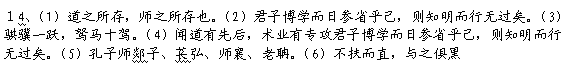 14、（1）道之所存，师之所存也。（2）君子博学而日参省乎己，则知明而行无过矣。（3）
骐骥一跃，驽马十驾。（4）闻道有先后，术业有专攻君子博学而日参省乎己，则知明而行
无过矣。（5）孔子师郯子、苌弘、师襄、老聃。（6）不扶而直，与之俱黑